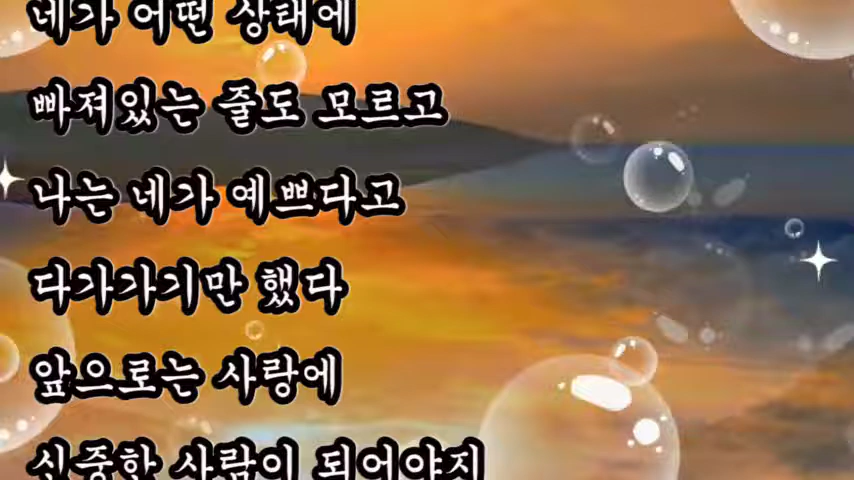 네가 어떤 상태에
빠져있는 줄도 모르고
나는 네가 예쁘다고
다가가기만 했다
앞으로는 사랑에
신중한 사람이 되어야지